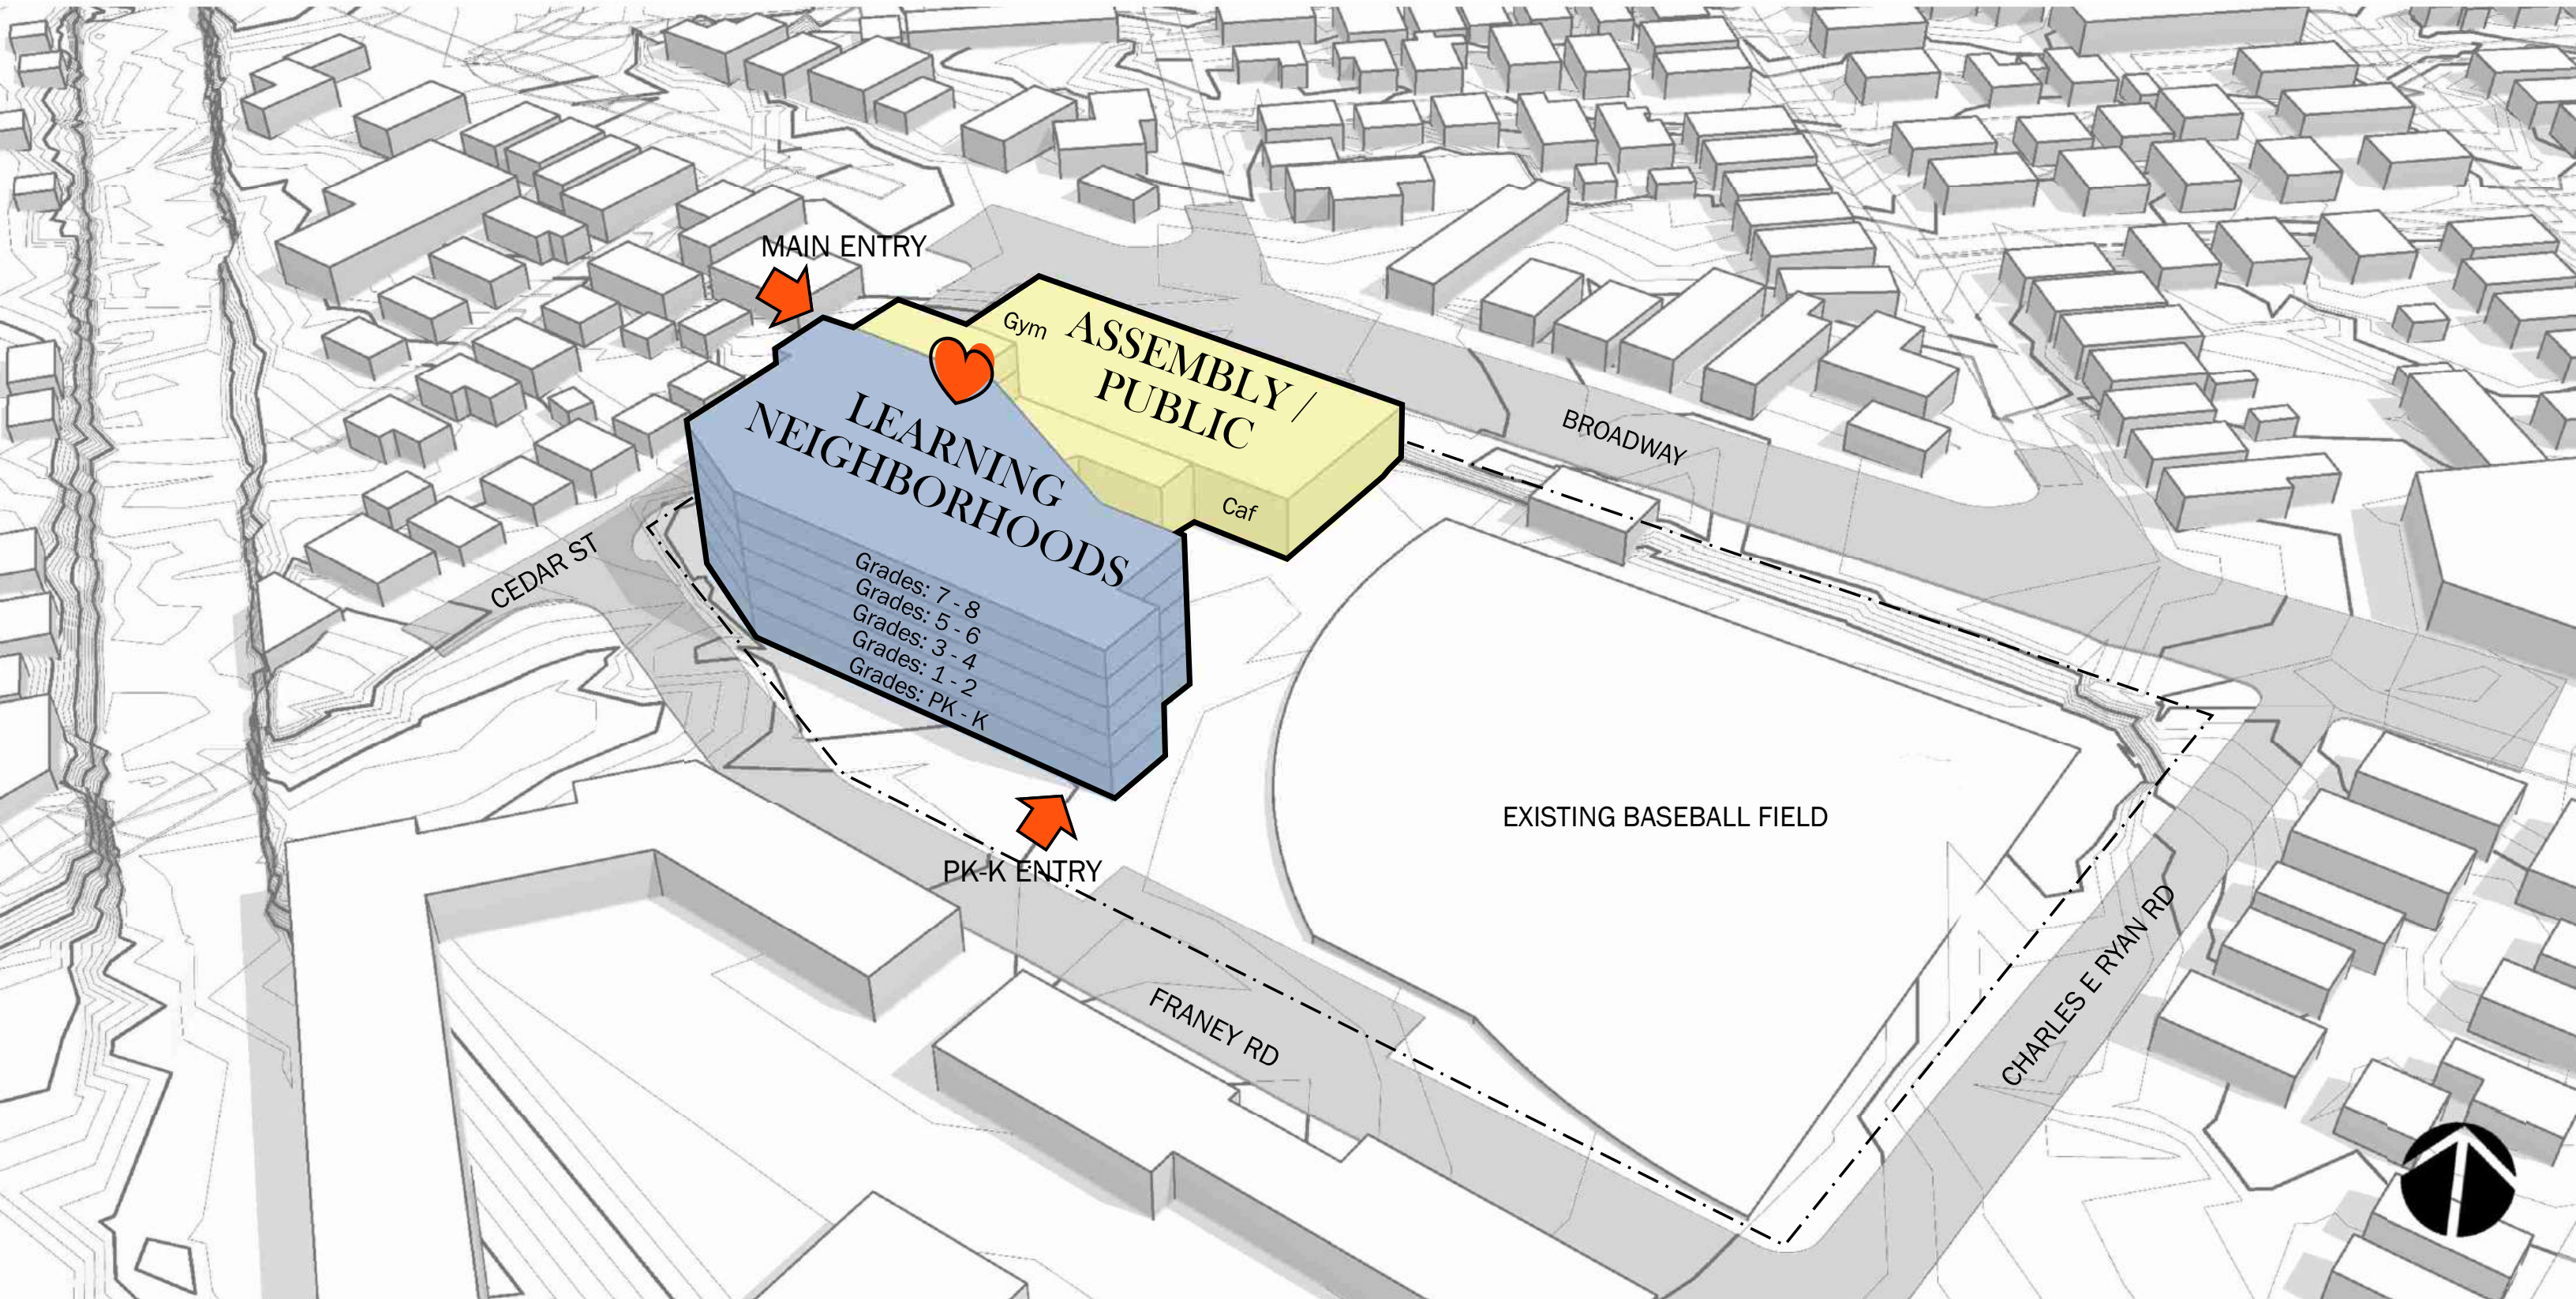 MAIN ENTRY
Gym
ASSEMBLY /
PUBLIC
LEARNING
NEIGHBORHOODS
Caf
BROADWAY
CEDAR ST
Grades: 7 - 8
Grades: 5 - 6
Grades: 3 - 4
Grades: 1 - 2
Grades: PK - K
EXISTING BASEBALL FIELD
PK-K ENTRY
FRANEY RD
CHARLES E RYAN RD